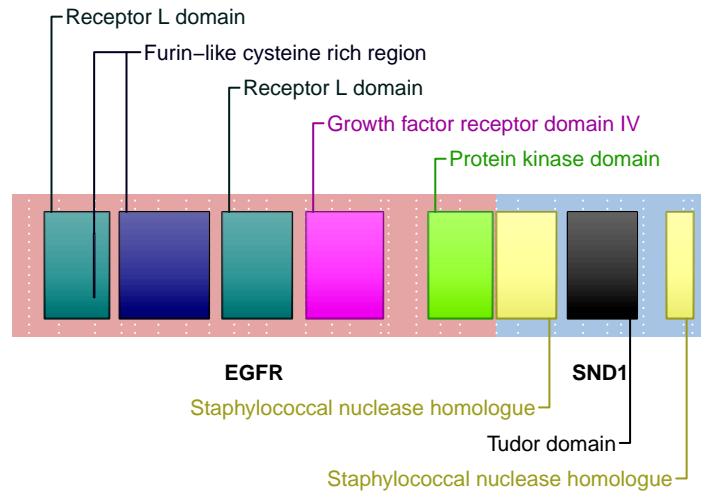 Receptor L domain
Furin−like cysteine rich region
Receptor L domain
Growth factor receptor domain IV
Protein kinase domain
EGFR
SND1
Staphylococcal nuclease homologue
Tudor domain
Staphylococcal nuclease homologue